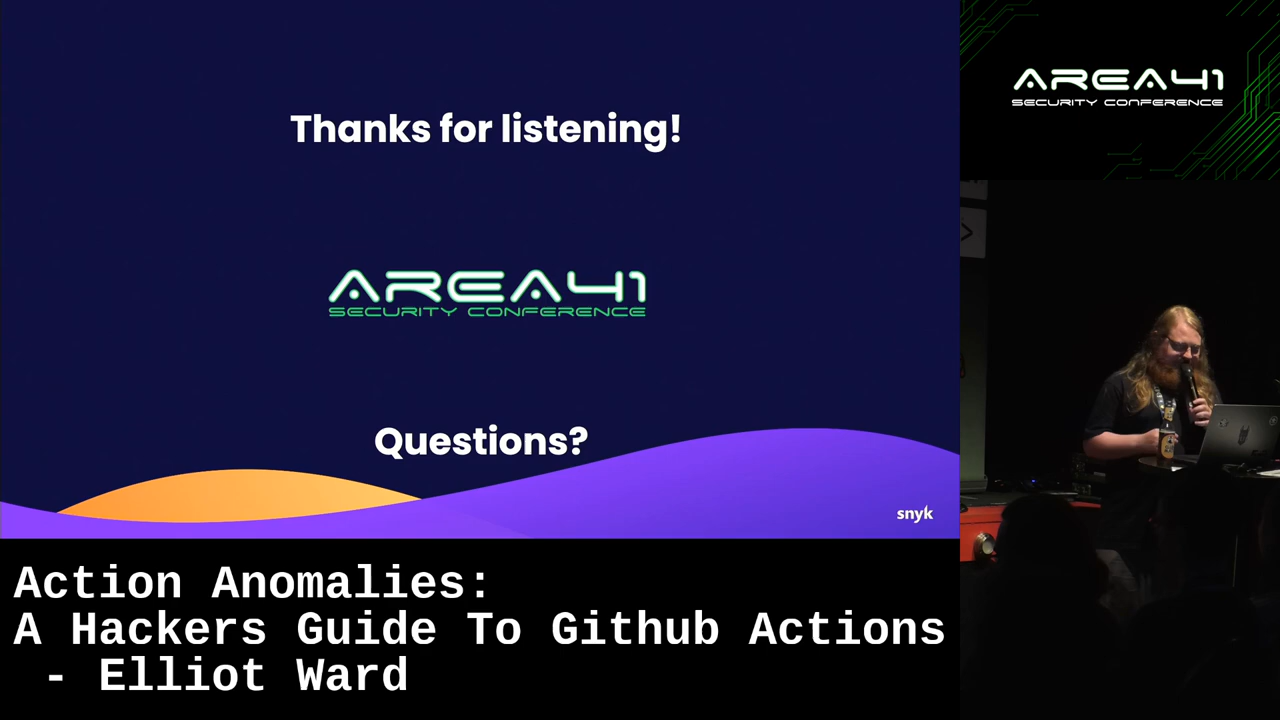 Thanks for listening!
AREA41
SECURITY CONFERENCE
Questions?
snyk
AREA41
SECURITY CONFERENCE
Action Anomalies:
A Hackers Guide To Github Actions
- Elliot Ward